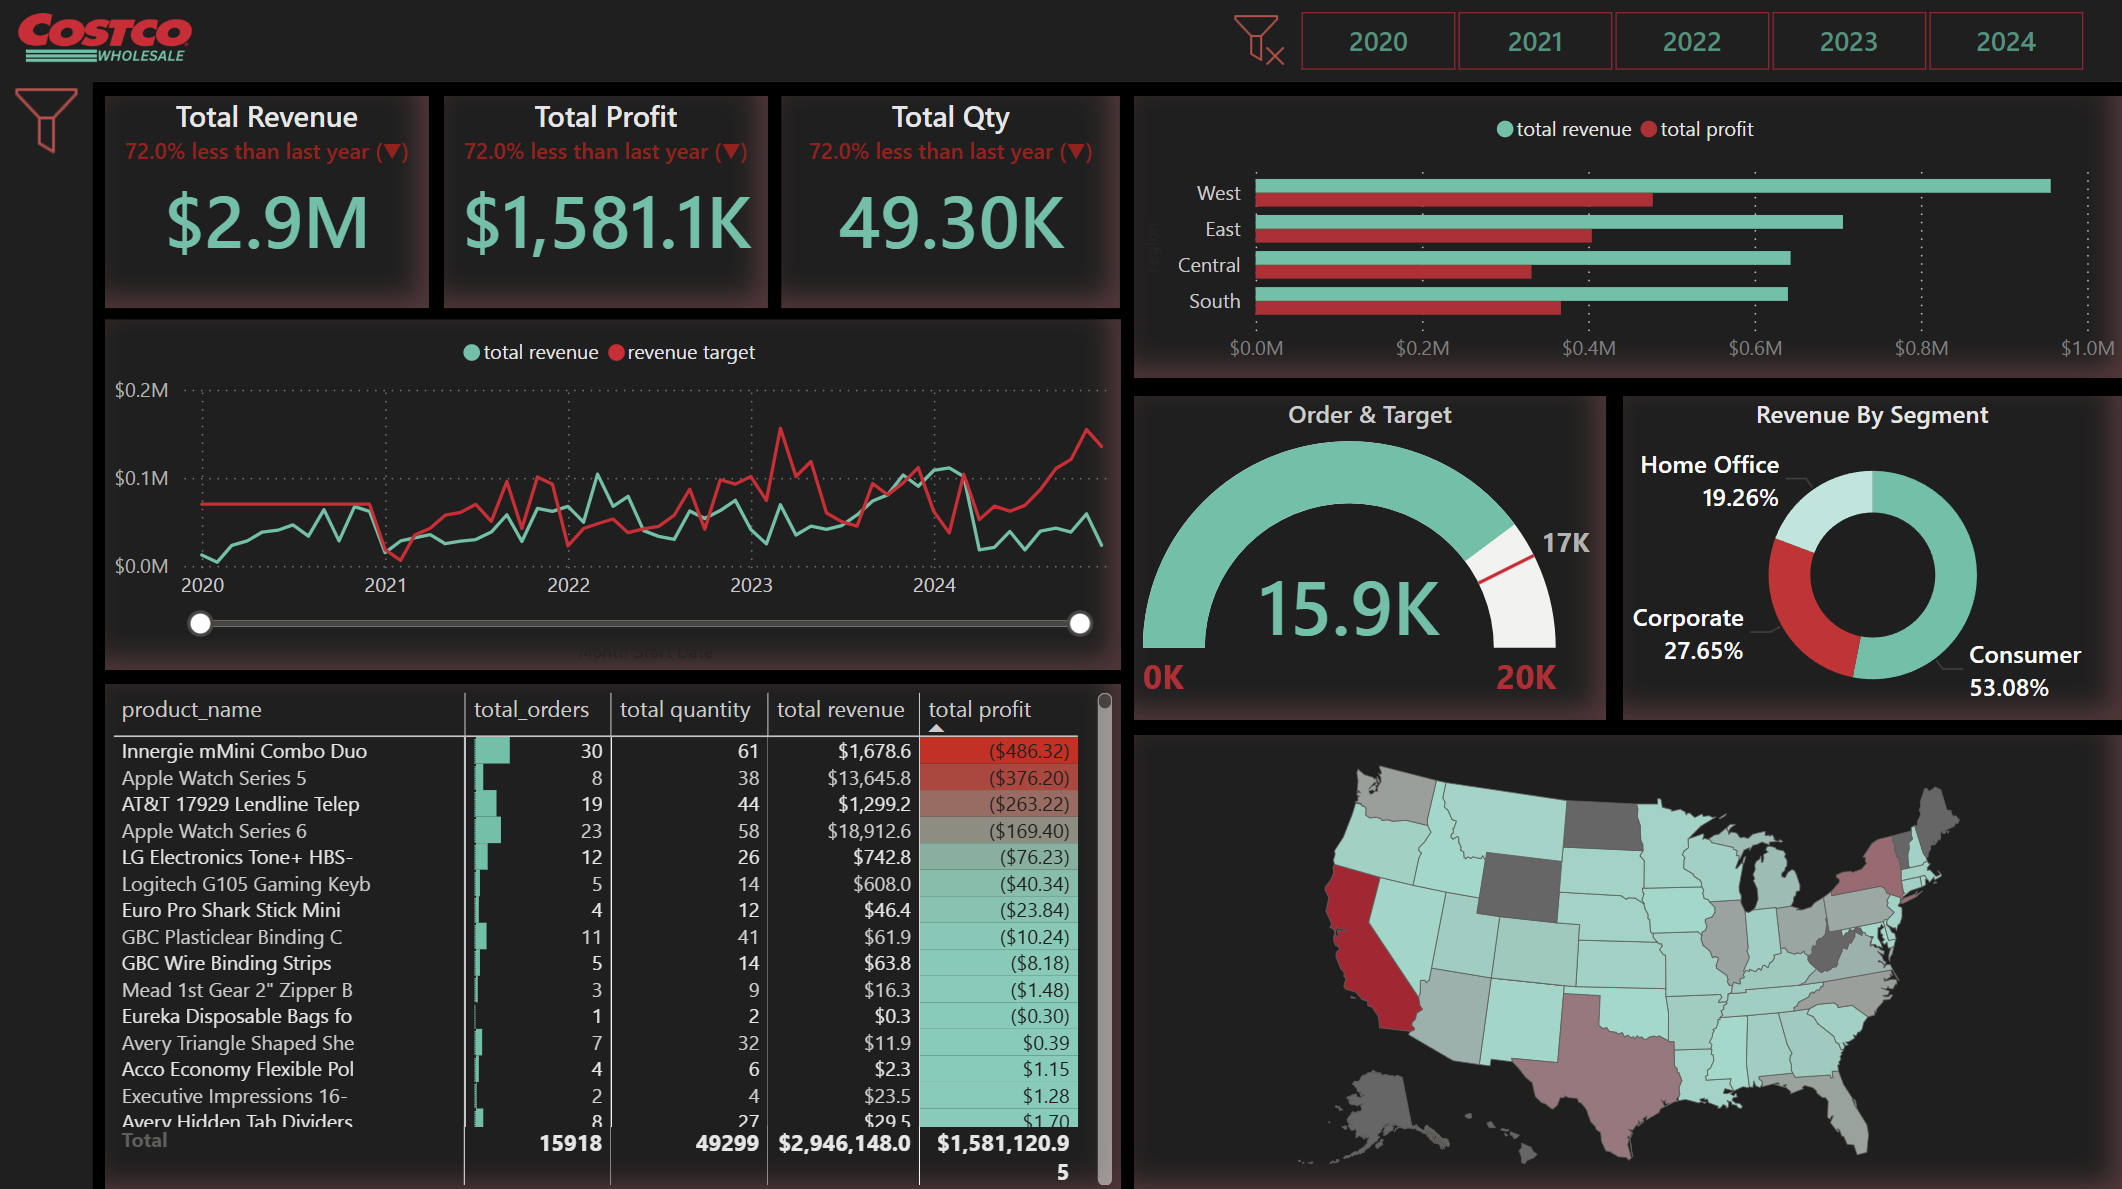 COSTCO
WHOLESALE
2020
2021
2022
2023
2024
Total Revenue
72.0% less than last year (▼)
$2.9M
Total Profit
72.0% less than last year (▼)
$1,581.1K
Total Qty
72.0% less than last year (▼)
49.30K
total revenue total profit
region
West
East
Central
South
$0.0M $0.2M $0.4M $0.6M $0.8M $1.0M
total revenue revenue target
$0.2M
$0.1M
$0.0M
2020 2021 2022 2023 2024
Month Start Date
Order & Target
17K
15.9K
0K
20K
Revenue By Segment
Home Office
19.26%
Corporate
27.65%
Consumer
53.08%
product_name total_orders total quantity total revenue total profit
Innergie mMini Combo Duo 30 61 $1,678.6 ($486.32)
Apple Watch Series 5 8 38 $13,645.8 ($376.20)
AT&T 17929 Lendline Telep 19 44 $1,299.2 ($263.22)
Apple Watch Series 6 23 58 $18,912.6 ($169.40)
LG Electronics Tone+ HBS- 12 26 $742.8 ($76.23)
Logitech G105 Gaming Keyb 5 14 $608.0 ($40.34)
Euro Pro Shark Stick Mini 4 12 $46.4 ($23.84)
GBC Plasticlear Binding C 11 41 $61.9 ($10.24)
GBC Wire Binding Strips 5 14 $63.8 ($8.18)
Mead 1st Gear 2" Zipper B 3 9 $16.3 ($1.48)
Eureka Disposable Bags fo 1 2 $0.3 ($0.30)
Avery Triangle Shaped She 7 32 $11.9 $0.39
Acco Economy Flexible Pol 4 6 $2.3 $1.15
Executive Impressions 16- 2 4 $23.5 $1.28
Avery Hidden Tab Dividers 8 27 $29.5 $1.70
Total 15918 49299 $2,946,148.0 $1,581,120.9
5